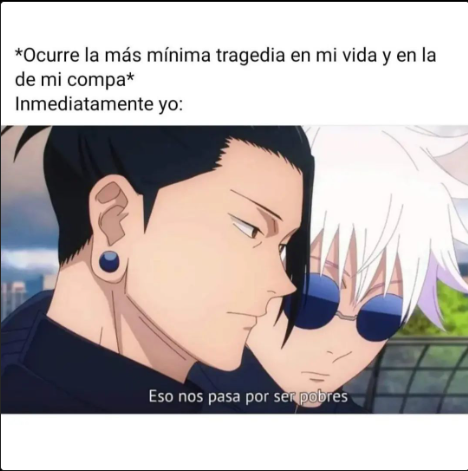 *Ocurre la más mínima tragedia en mi vida y en la
de mi compa*
Inmediatamente yo:
Eso nos pasa por ser pobres